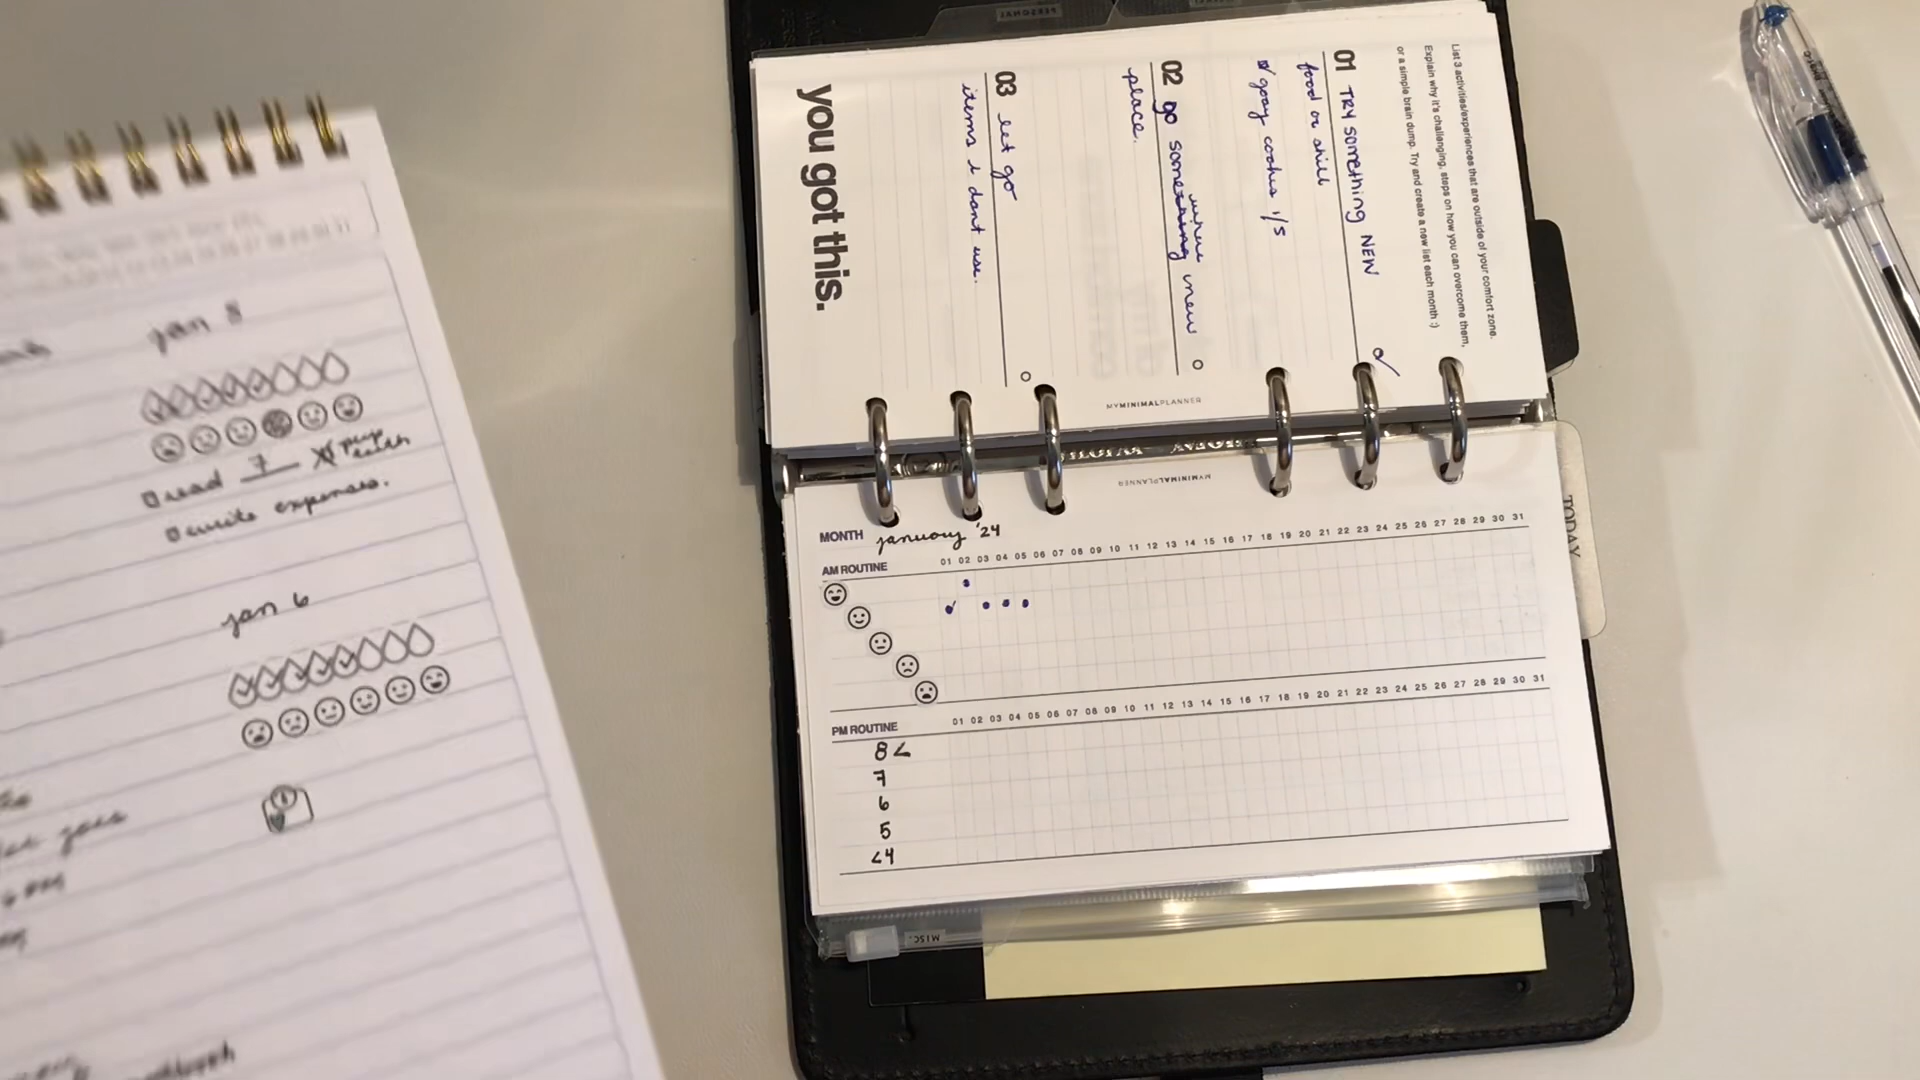 List 3 activities/experiences that are outside of your comfort zone.
Explain why it's challenging, steps on how you can overcome them,
or a simple brain dump. Try and create a new list each month :)
01 TRY SOMETHING NEW
food or skill
gooy cookies 1/5
02 go something where new
place.
03 let go
items i dont use.
you got this.
MYMINIMALPLANNER
PERSONAL
MYMINIMALPLANNER
MONTH january '24
01 02 03 04 05 06 07 08 09 10 11 12 13 14 15 16 17 18 19 20 21 22 23 24 25 26 27 28 29 30 31
AM ROUTINE
01 02 03 04 05 06 07 08 09 10 11 12 13 14 15 16 17 18 19 20 21 22 23 24 25 26 27 28 29 30 31
PM ROUTINE
8<
7
6
5
<4
TODAY
MISC.
jan 5
read 7
write expenses.
jan 6